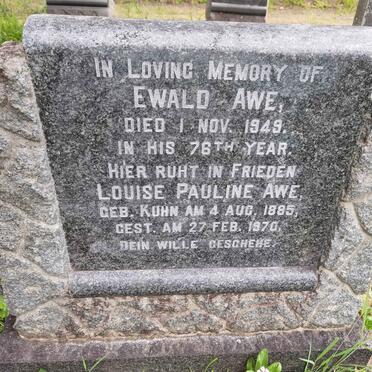 IN LOVING MEMORY OF
EWALD AWE,
DIED 1 NOV. 1949.
IN HIS 76TH YEAR.
HIER RUHT IN FRIEDEN
LOUISE PAULINE AWE,
GEB. KUHN AM 4 AUG. 1885,
GEST. AM 27 FEB. 1970.
DEIN WILLE GESCHEHE.